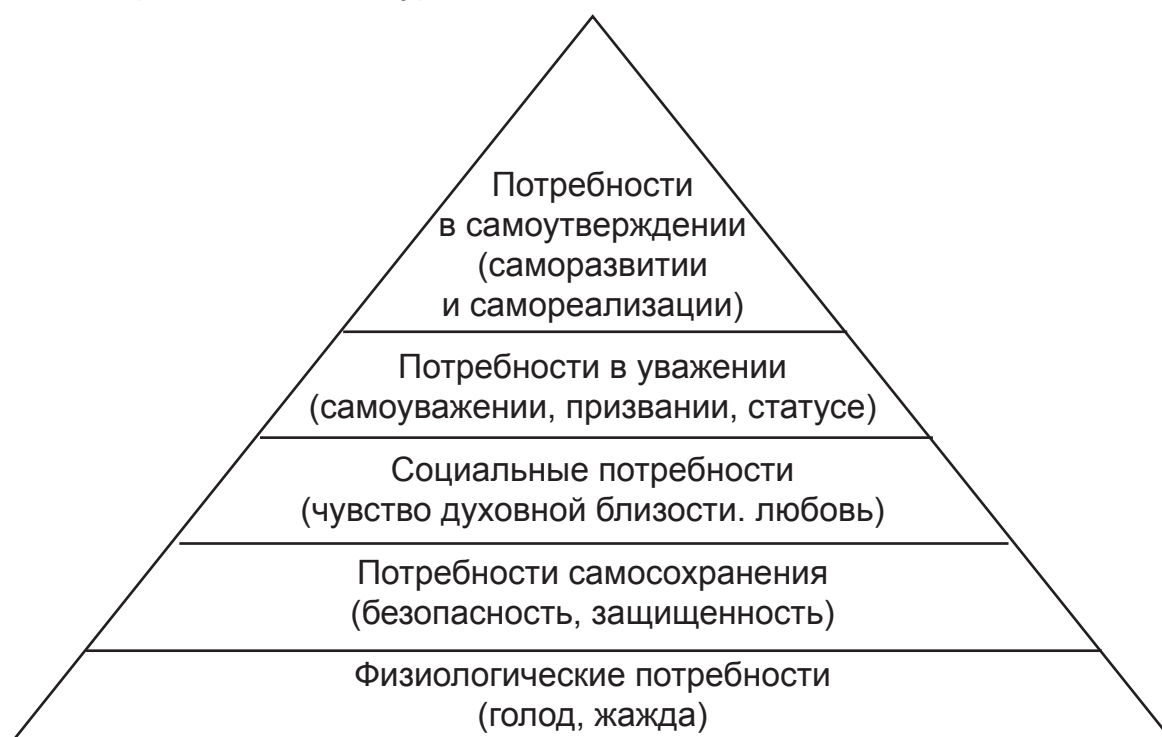 Потребности
в самоутверждении
(саморазвитии
и самореализации)
Потребности в уважении
(самоуважении, призвании, статусе)
Социальные потребности
(чувство духовной близости. любовь)
Потребности самосохранения
(безопасность, защищенность)
Физиологические потребности
(голод, жажда)